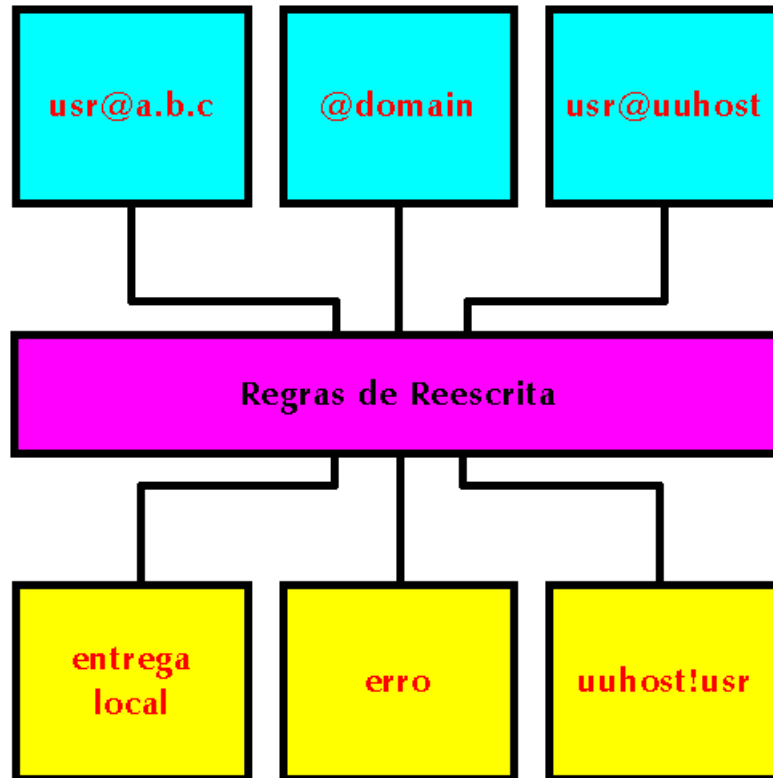 usr@a.b.c
@domain
usr@uuhost
Regras de Reescrita
entrega
local
erro
uuhost!usr